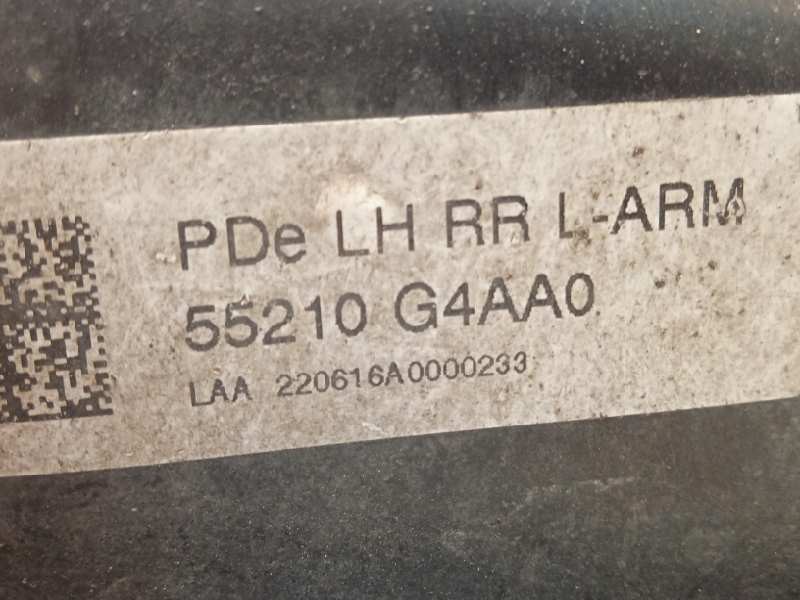 PDe LH RR L-ARM
55210 G4AA0
LAA 220616A0000233